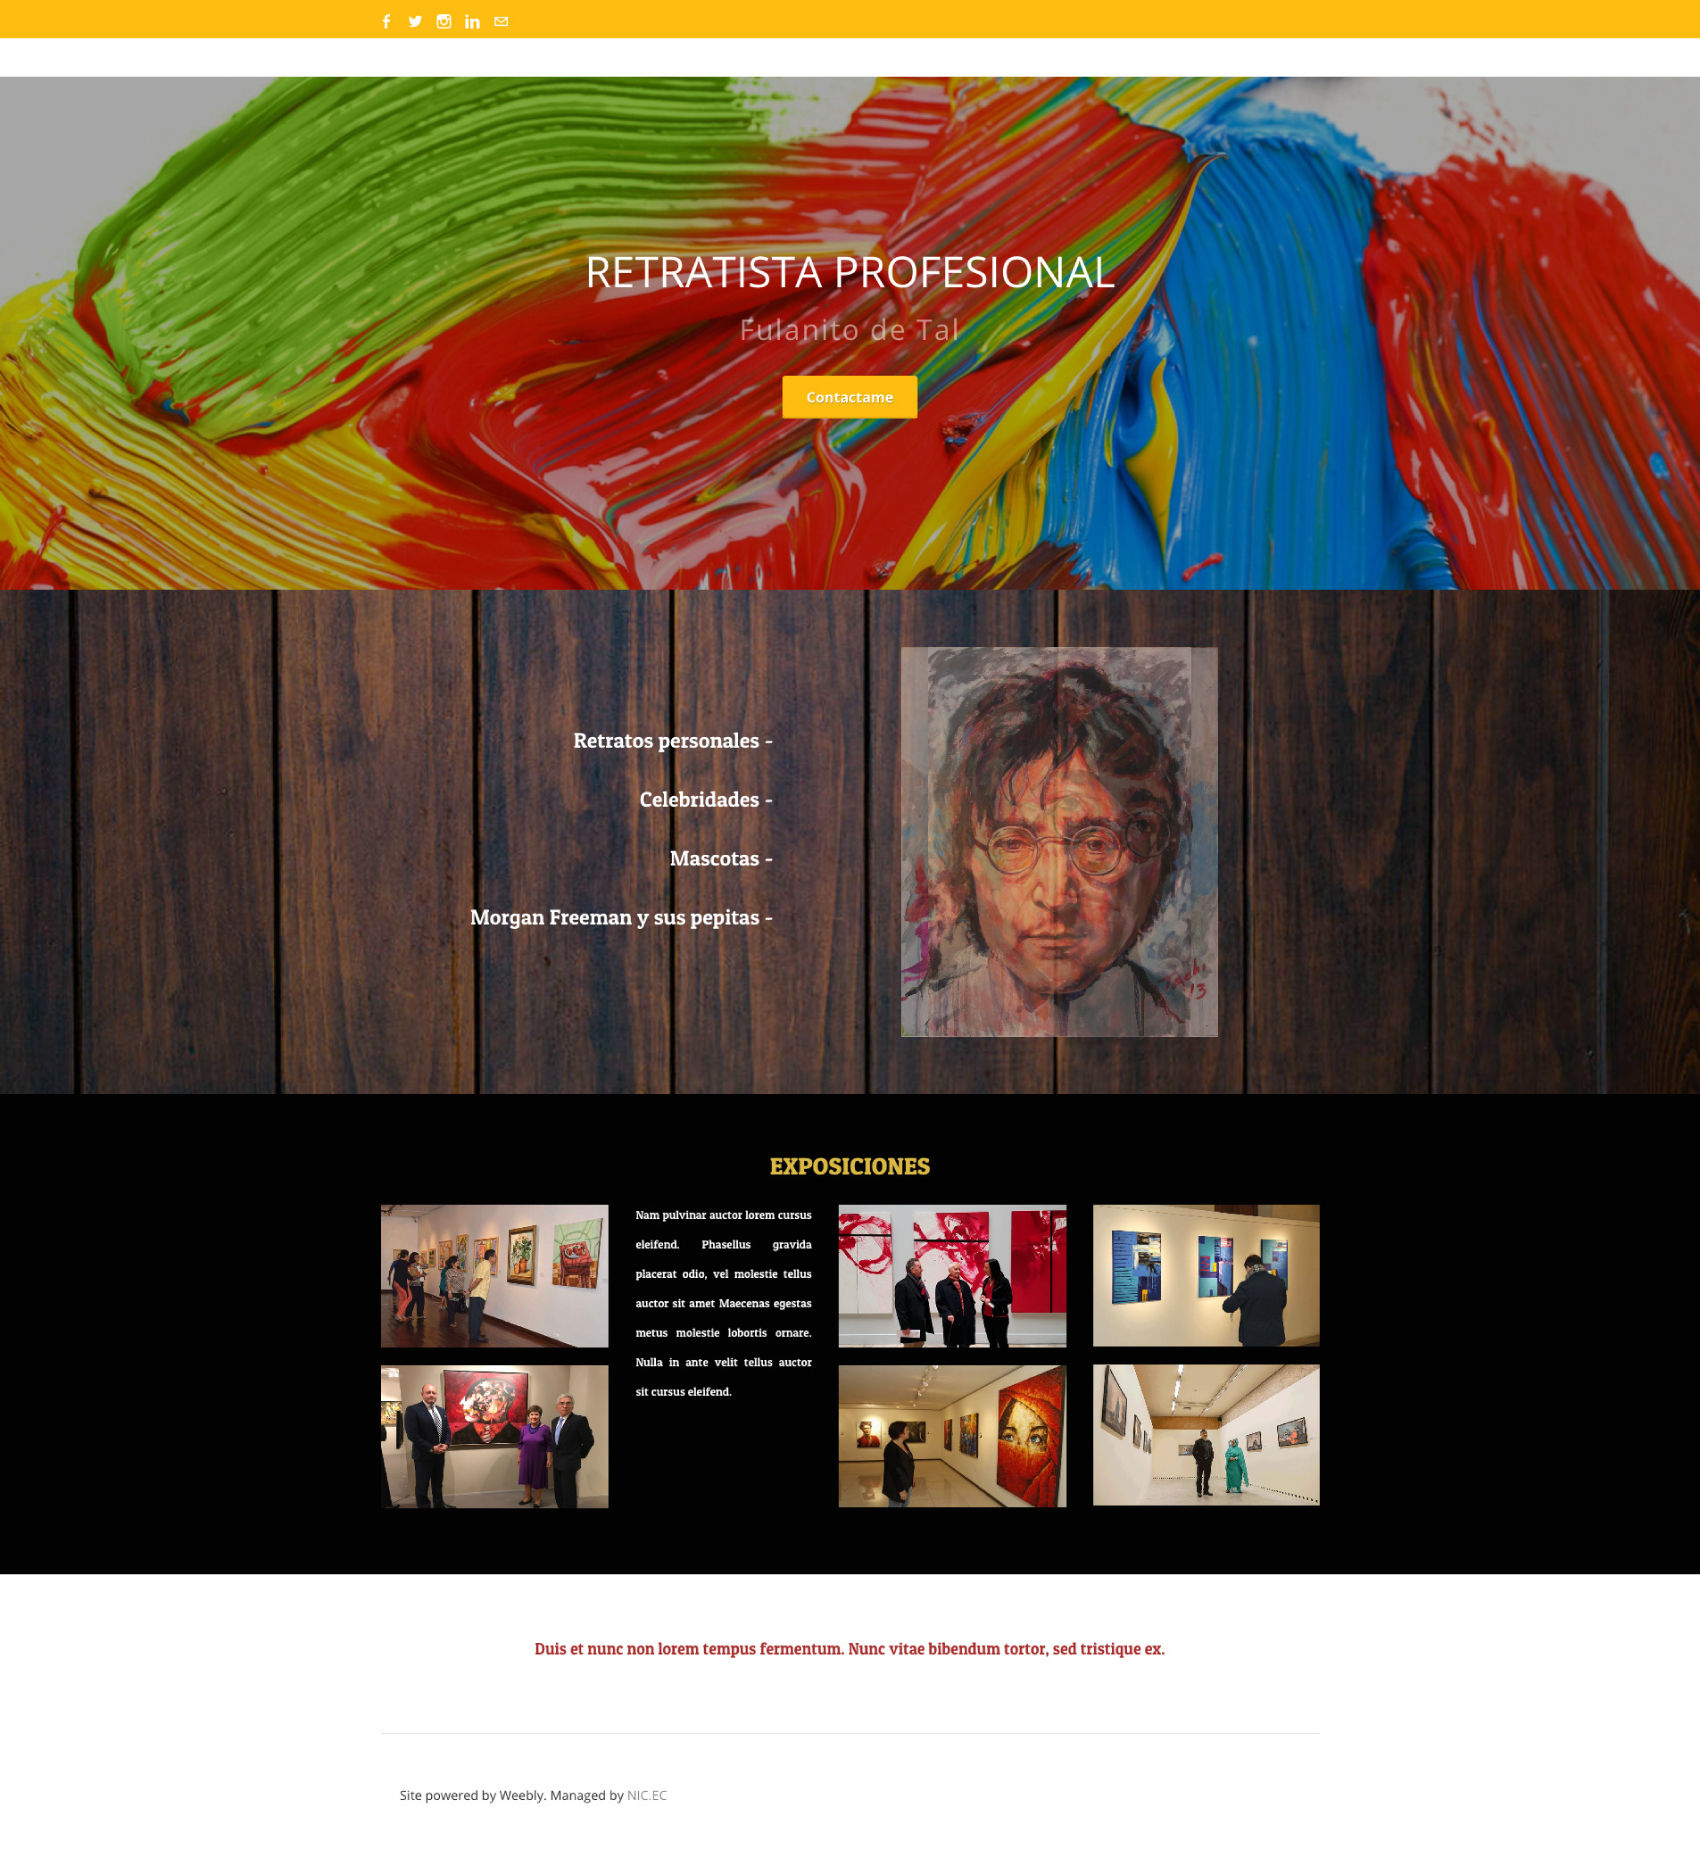 RETRATISTA PROFESIONAL
Fulanito de Tal
Contactame
Retratos personales -
Celebridades -
Mascotas -
Morgan Freeman y sus pepitas -
EXPOSICIONES
Nam pulvinar auctor lorem cursus
eleifend. Phasellus gravida
placerat odio, vel molestie tellus
auctor sit amet Maecenas egestas
metus molestie lobortis ornare.
Nulla in ante velit tellus auctor
sit cursus eleifend.
Duis et nunc non lorem tempus fermentum. Nunc vitae bibendum tortor, sed tristique ex.
Site powered by Weebly. Managed by NIC.EC